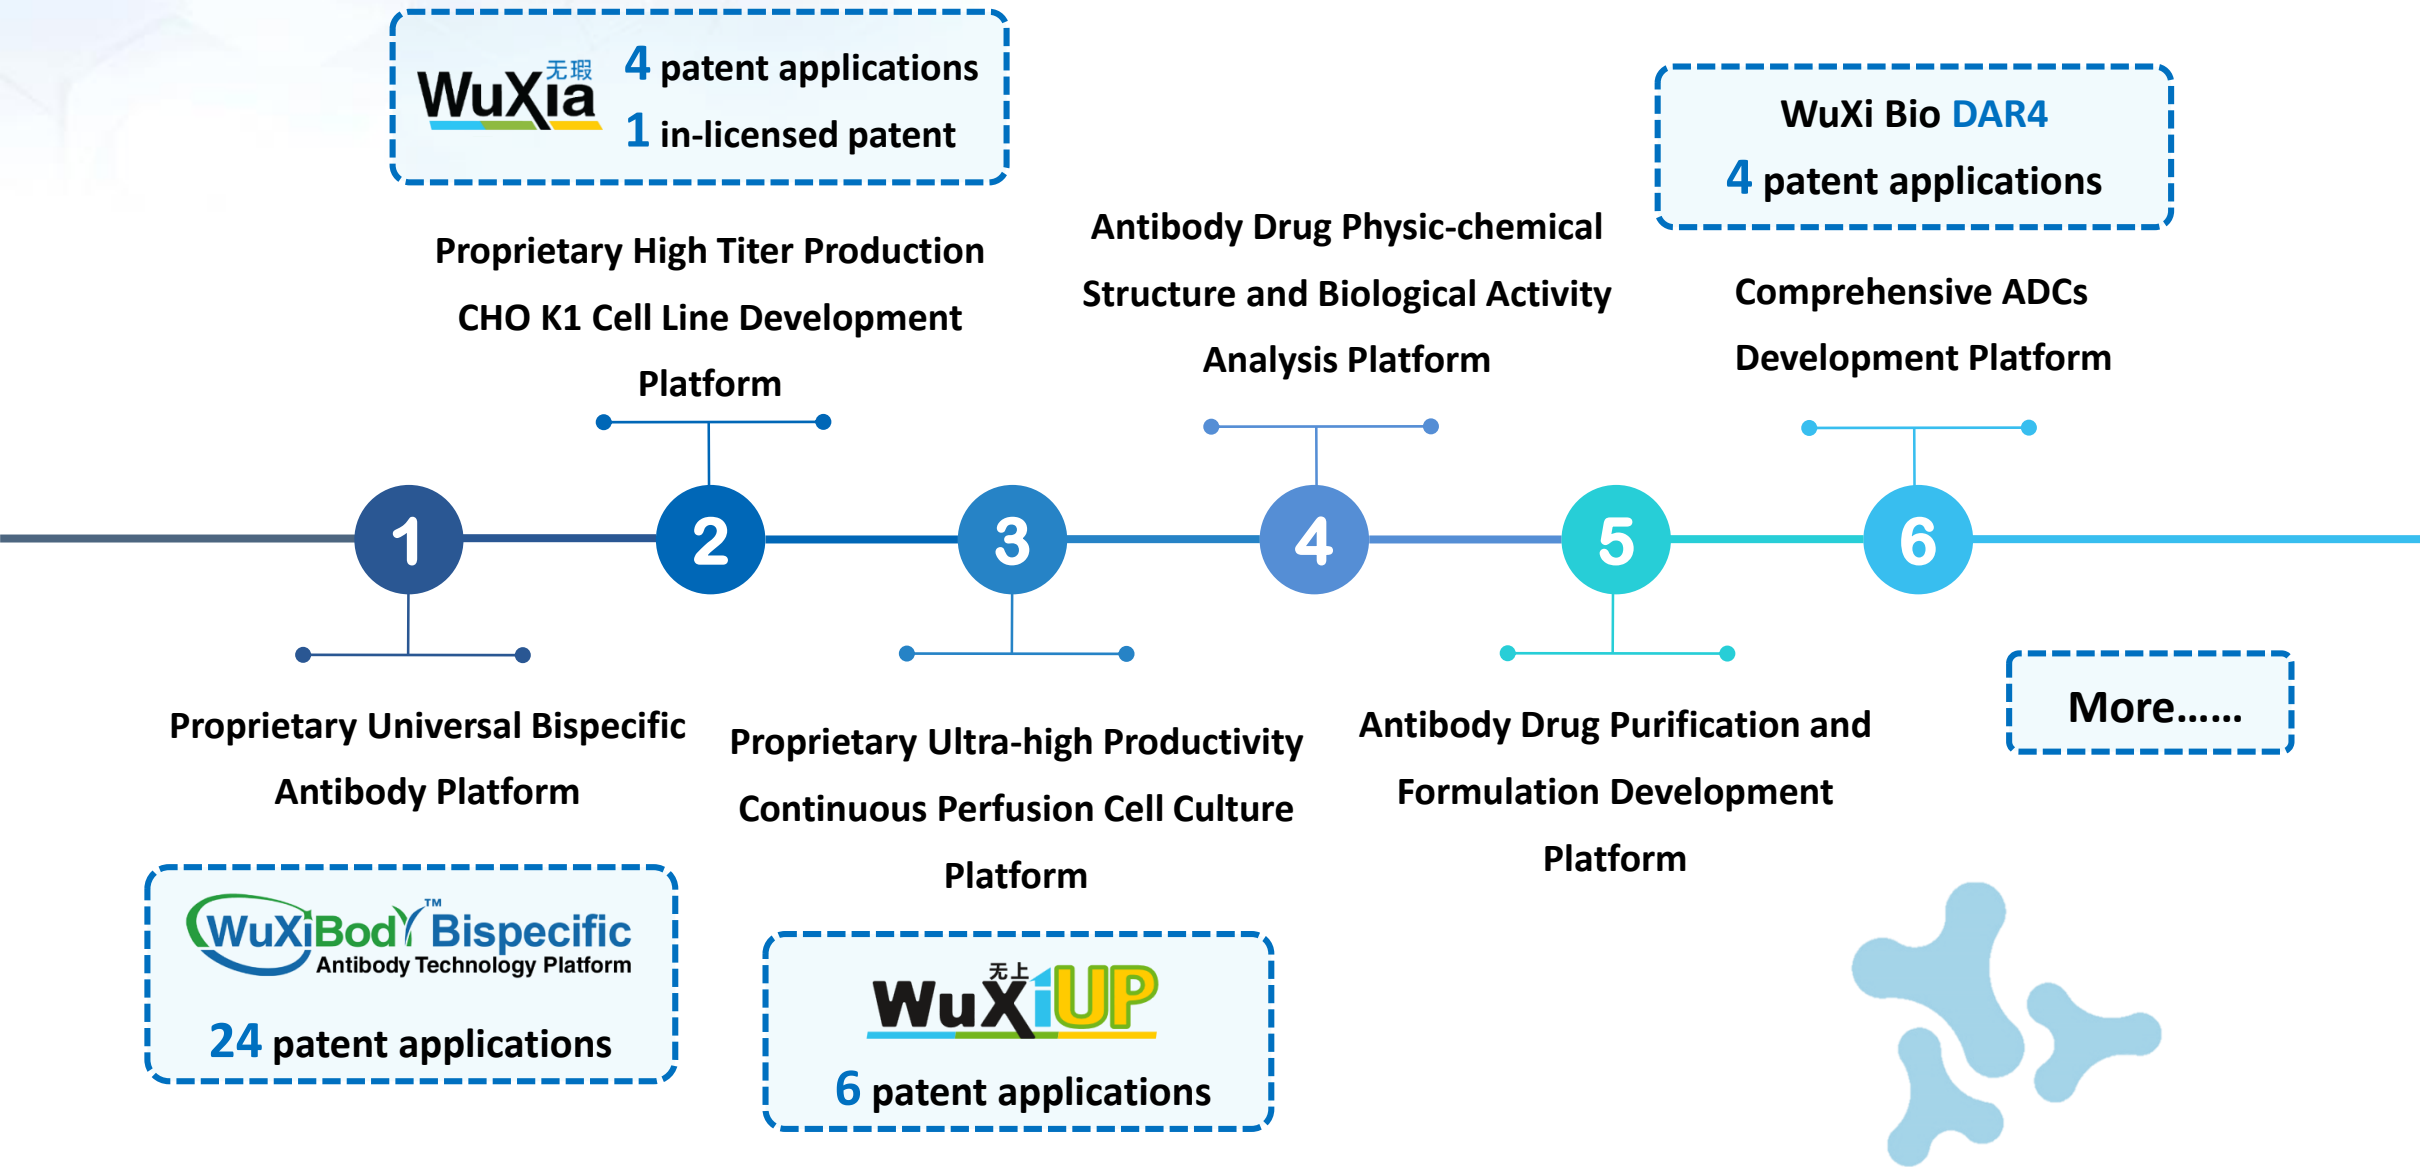 无瑕
WuXia
4 patent applications
1 in-licensed patent
Proprietary High Titer Production
CHO K1 Cell Line Development
Platform
Antibody Drug Physic-chemical
Structure and Biological Activity
Analysis Platform
WuXi Bio DAR4
4 patent applications
Comprehensive ADCs
Development Platform
1
2
3
4
5
6
Proprietary Universal Bispecific
Antibody Platform
WuXiBody™ Bispecific
Antibody Technology Platform
24 patent applications
Proprietary Ultra-high Productivity
Continuous Perfusion Cell Culture
Platform
无上
WuXiUP
6 patent applications
Antibody Drug Purification and
Formulation Development
Platform
More......